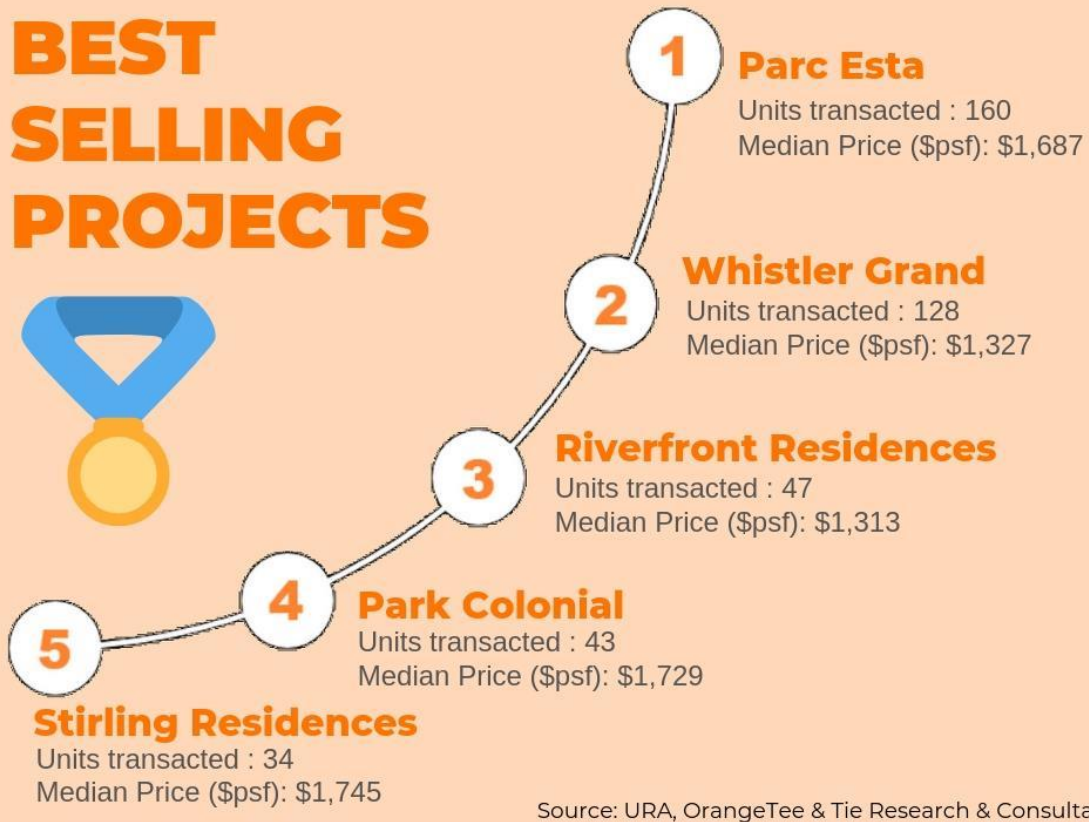 BEST
SELLING
PROJECTS
1
Parc Esta
Units transacted : 160
Median Price ($psf): $1,687
2
Whistler Grand
Units transacted : 128
Median Price ($psf): $1,327
3
Riverfront Residences
Units transacted : 47
Median Price ($psf): $1,313
4
Park Colonial
Units transacted : 43
Median Price ($psf): $1,729
5
Stirling Residences
Units transacted : 34
Median Price ($psf): $1,745
Source: URA, OrangeTee & Tie Research &